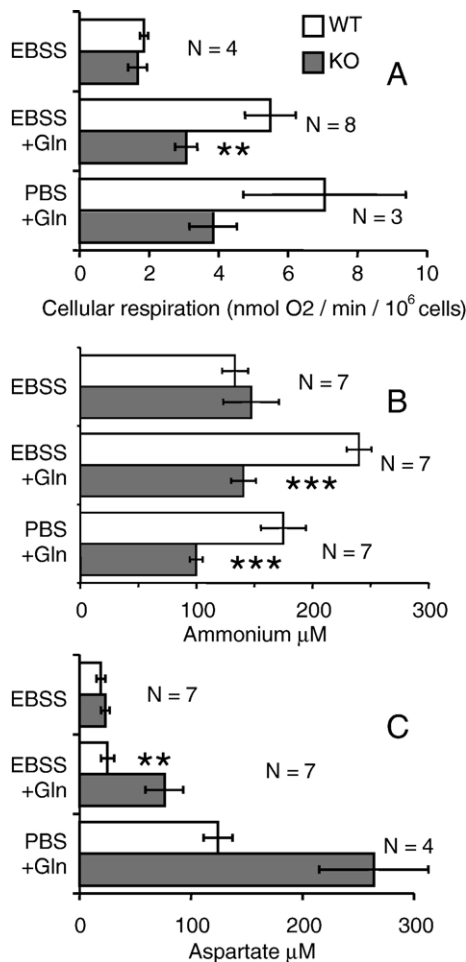 EBSS
N = 4
WT
KO
A
EBSS
+Gln
N = 8
**
PBS
+Gln
N = 3
0 2 4 6 8 10
Cellular respiration (nmol O2 / min / 10⁶ cells)
EBSS
N = 7
B
EBSS
+Gln
N = 7
***
PBS
+Gln
N = 7
***
0 100 200 300
Ammonium μM
EBSS
N = 7
C
EBSS
+Gln
**
N = 7
PBS
+Gln
N = 4
0 100 200 300
Aspartate μM